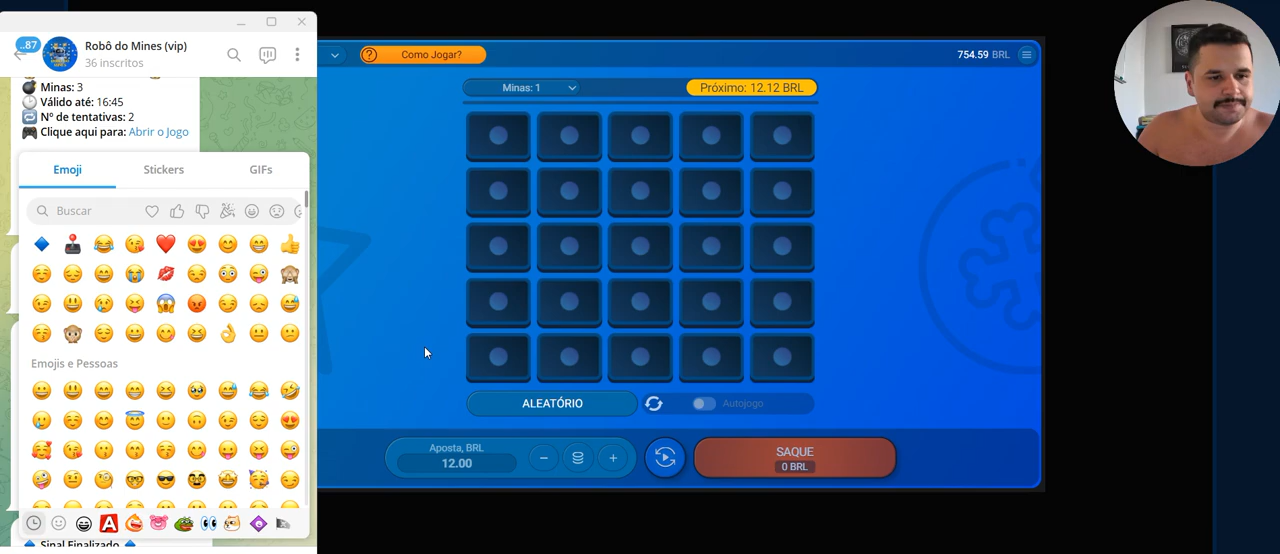 ..87
Robô do Mines (vip)
36 inscritos
Minas: 3
Válido até: 16:45
Nº de tentativas: 2
Clique aqui para: Abrir o Jogo
Emoji
Stickers
GIFs
Buscar
Emojis e Pessoas
Sinal Finalizado
Como Jogar?
754.59 BRL
Minas: 1
Próximo: 12.12 BRL
ALEATÓRIO
Autojogo
Aposta, BRL
12.00
SAQUE
0 BRL